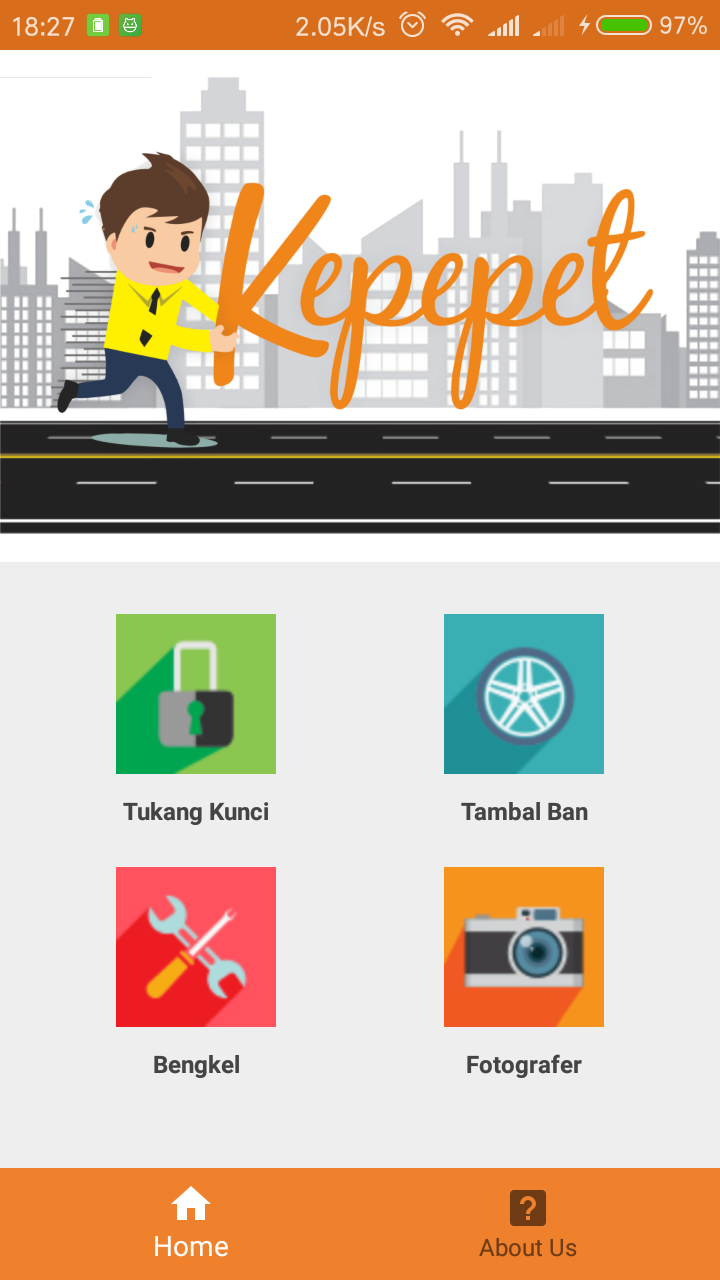 18:27 2.05K/s 97%
Kepepet
Tukang Kunci Tambal Ban
Bengkel Fotografer
Home About Us